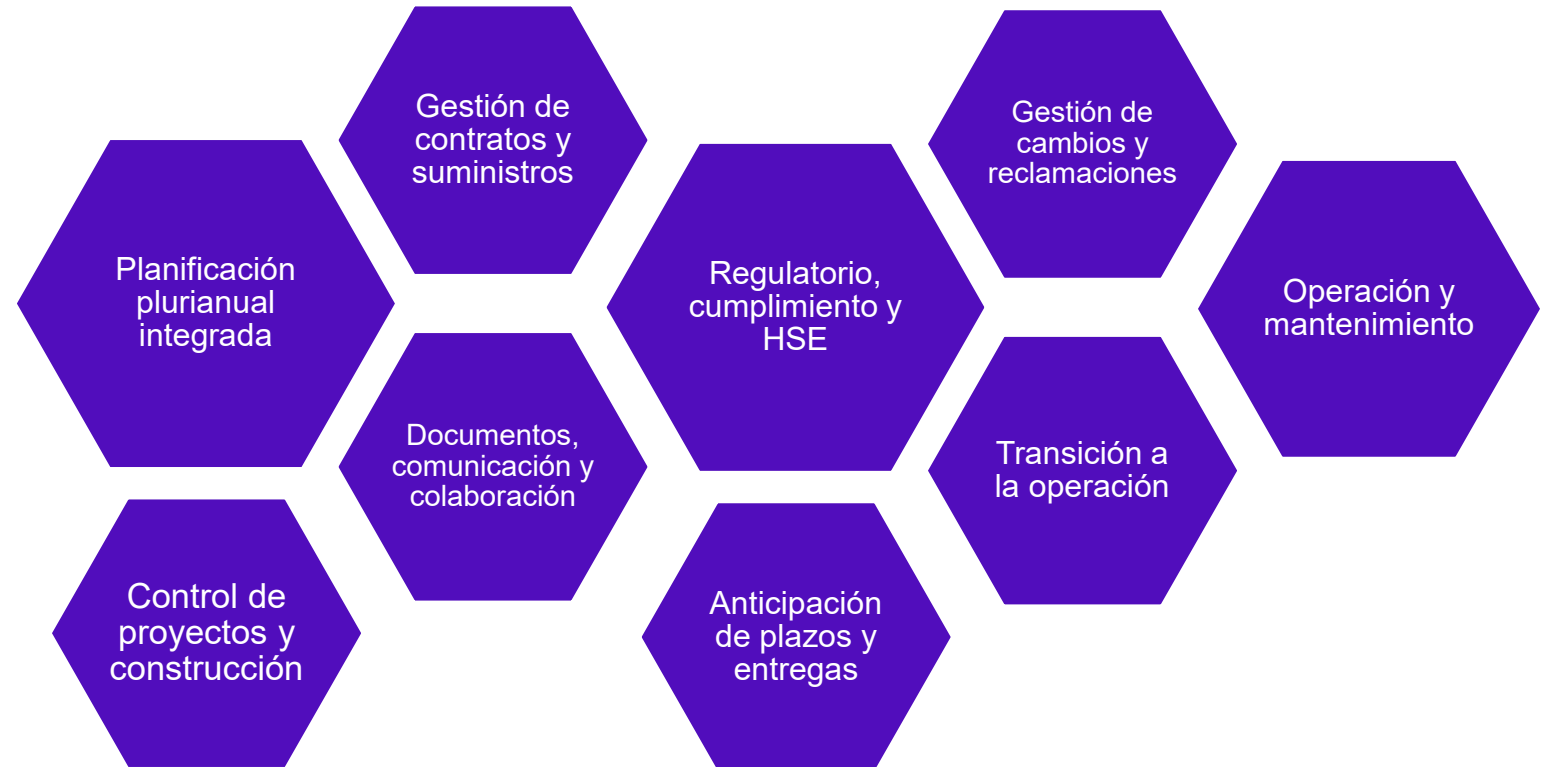 Gestión de
contratos y
suministros
Gestión de
cambios y
reclamaciones
Planificación
plurianual
integrada
Regulatorio,
cumplimiento y
HSE
Operación y
mantenimiento
Documentos,
comunicación y
colaboración
Transición a
la operación
Control de
proyectos y
construcción
Anticipación
de plazos y
entregas